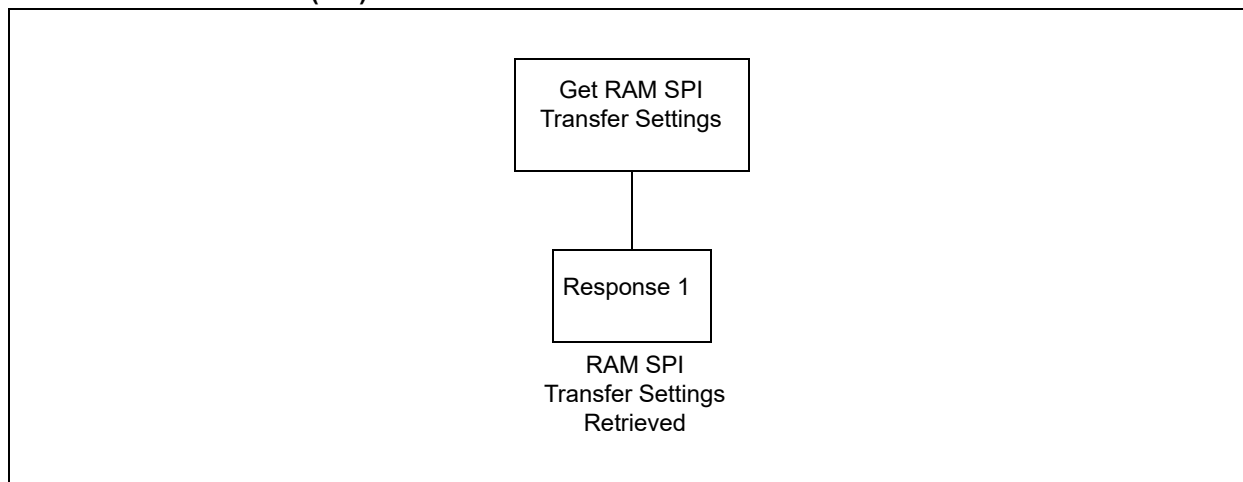 Get RAM SPI
Transfer Settings
Response 1
RAM SPI
Transfer Settings
Retrieved